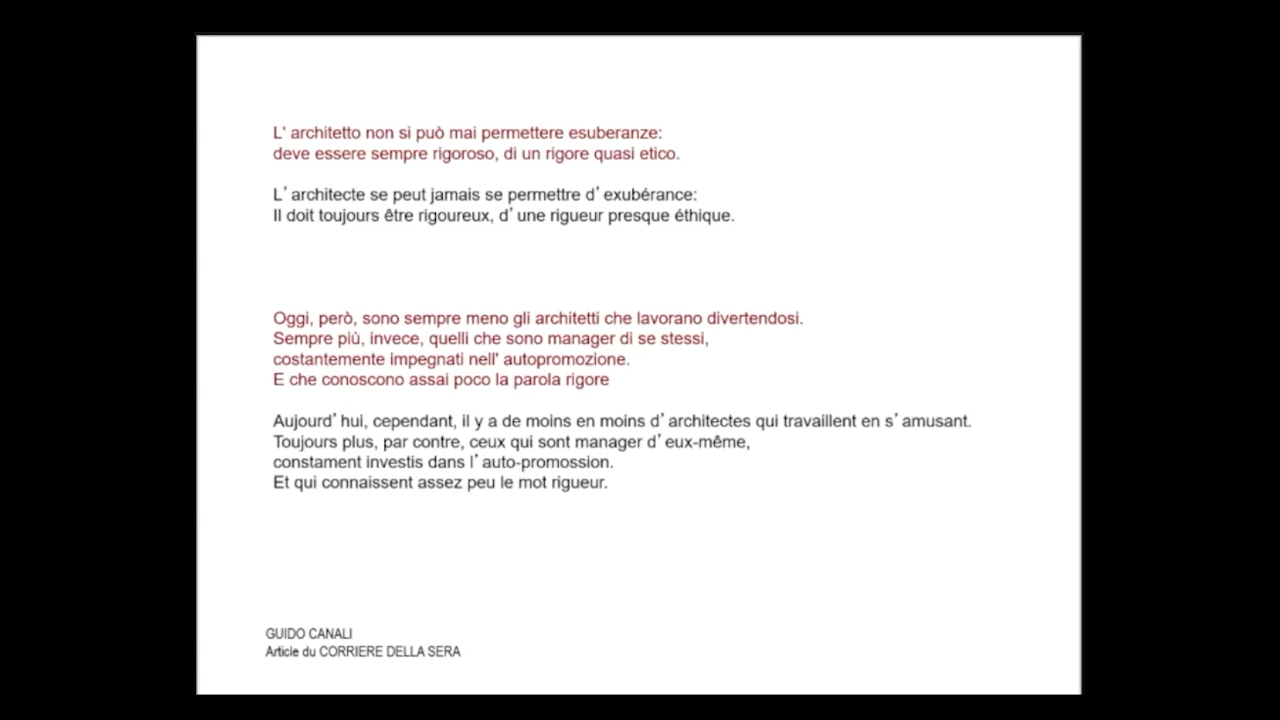 L' architetto non si può mai permettere esuberanze:
deve essere sempre rigoroso, di un rigore quasi etico.
L’ architecte se peut jamais se permettre d’ exubérance:
Il doit toujours être rigoureux, d’ une rigueur presque éthique.
Oggi, però, sono sempre meno gli architetti che lavorano divertendosi.
Sempre più, invece, quelli che sono manager di se stessi,
costantemente impegnati nell' autopromozione.
E che conoscono assai poco la parola rigore
Aujourd’ hui, cependant, il y a de moins en moins d’ architectes qui travaillent en s’ amusant.
Toujours plus, par contre, ceux qui sont manager d’ eux-même,
constament investis dans l’ auto-promossion.
Et qui connaissent assez peu le mot rigueur.
GUIDO CANALI
Article du CORRIERE DELLA SERA